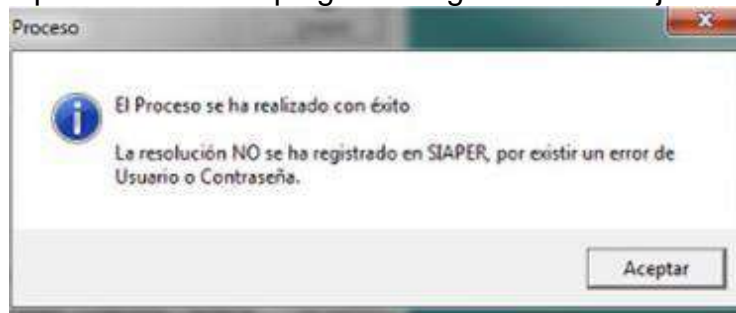 Proceso
El Proceso se ha realizado con éxito
La resolución NO se ha registrado en SIAPER, por existir un error de
Usuario o Contraseña.
Aceptar